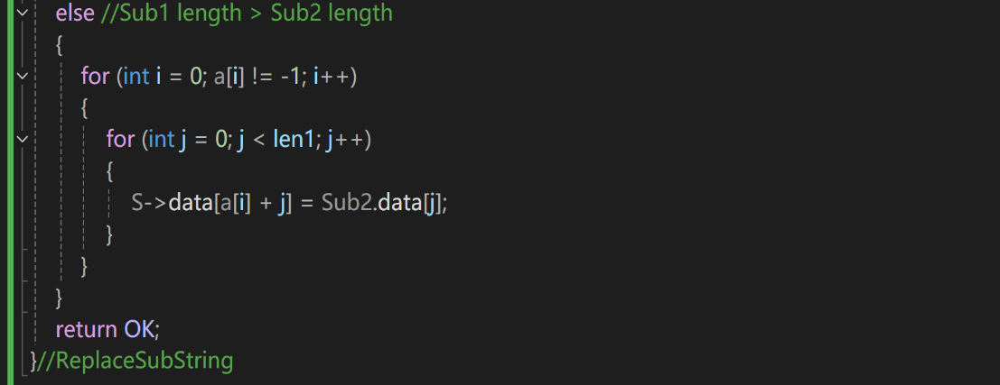 else //Sub1 length > Sub2 length
{
for (int i = 0; a[i] != -1; i++)
{
for (int j = 0; j < len1; j++)
{
S->data[a[i] + j] = Sub2.data[j];
}
}
}
return OK;
}//ReplaceSubString